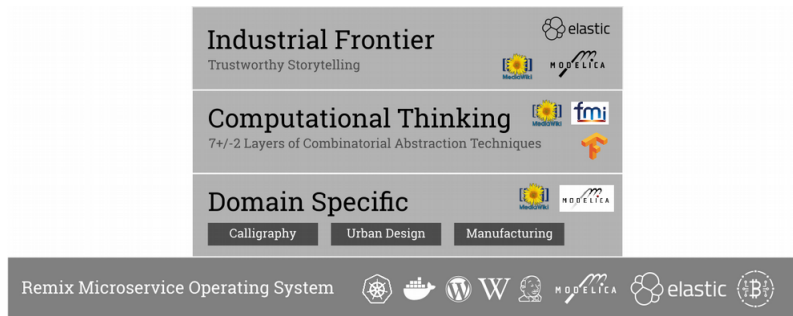 Industrial Frontier
Trustworthy Storytelling
elastic
MediaWiki
MODELICA
Computational Thinking
7+/-2 Layers of Combinatorial Abstraction Techniques
MediaWiki
fmi
Domain Specific
MediaWiki
MODELICA
Calligraphy
Urban Design
Manufacturing
Remix Microservice Operating System
W
W
MODELICA
elastic